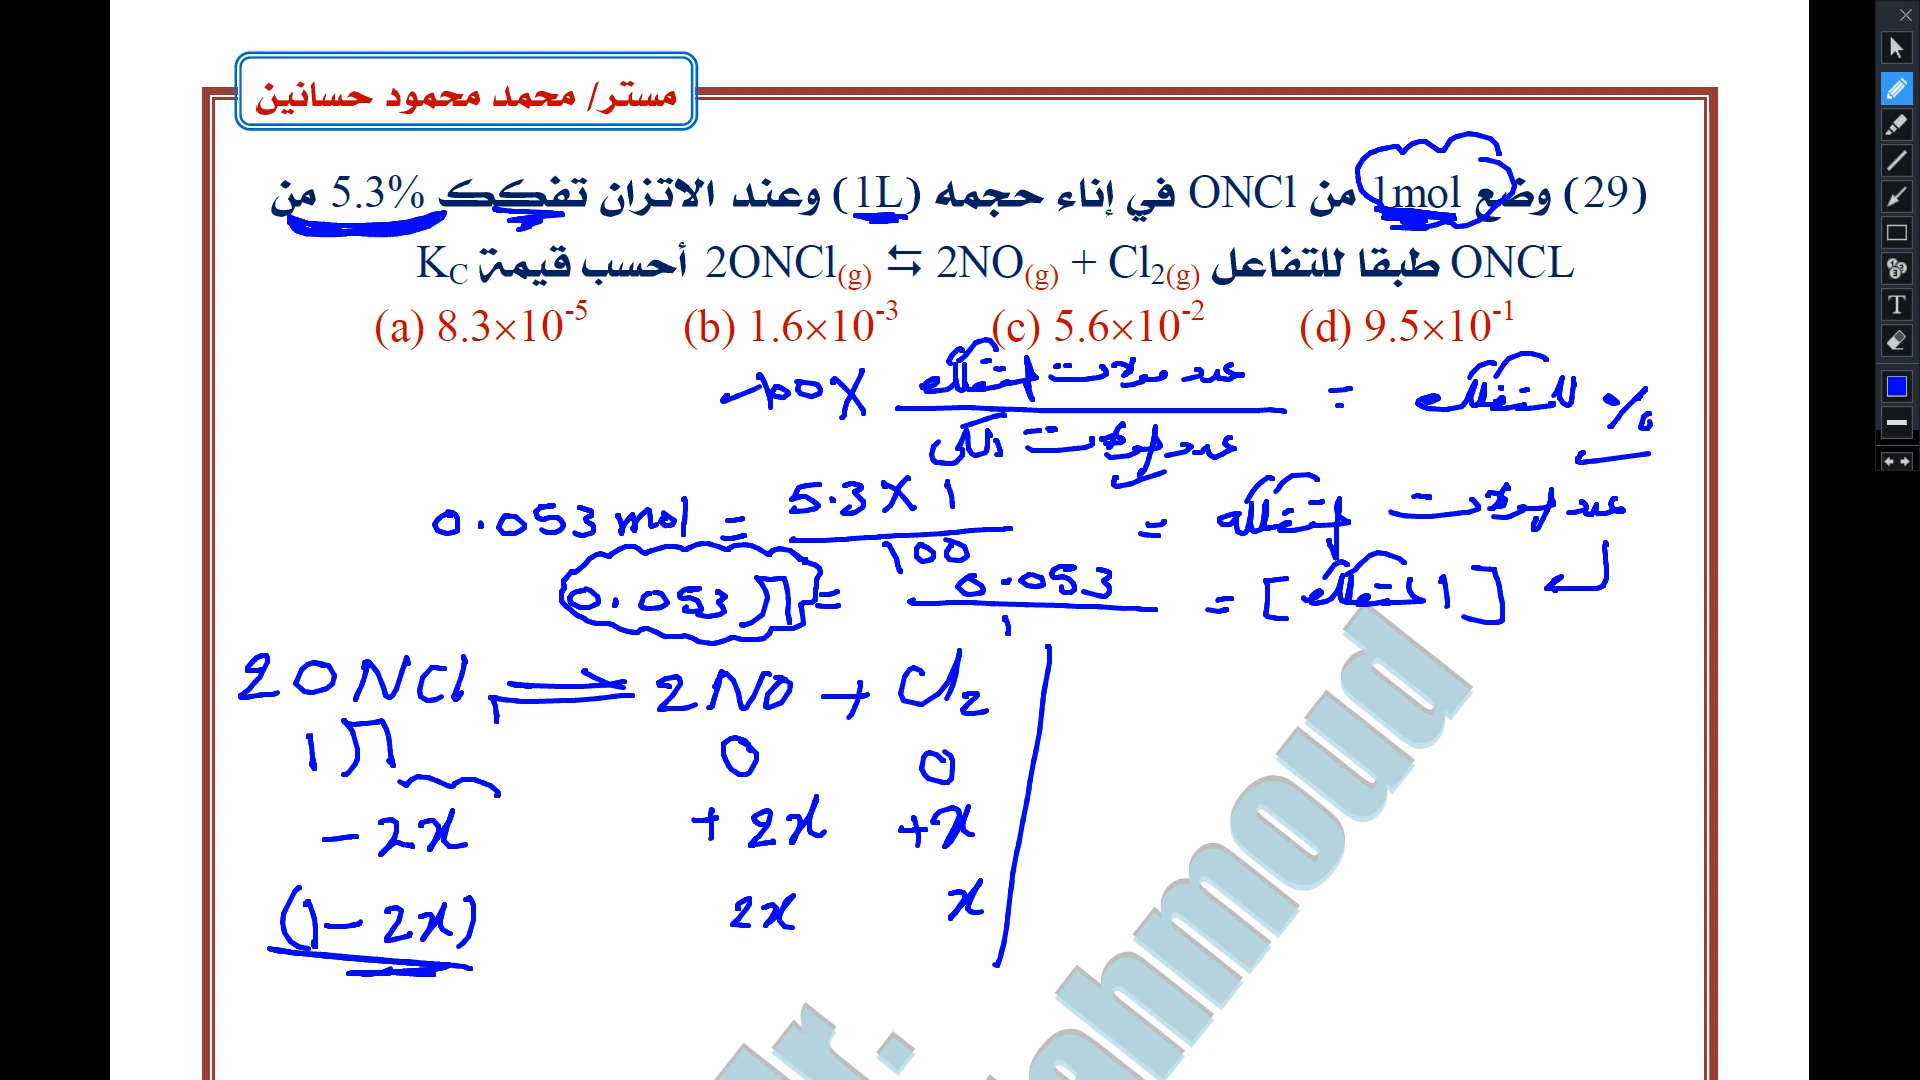 مستر/ محمد محمود حسانين
(29) وضع 1mol من ONCl في إناء حجمه (1L) وعند الاتزان تفكك 5.3% من
ONCL طبقا للتفاعل 2ONCl(g) ⇆ 2NO(g) + Cl2(g) أحسب قيمة KC
(a) 8.3×10-5 (b) 1.6×10-3 (c) 5.6×10-2 (d) 9.5×10-1
% للتفكك = عدد مولات المتفكك / عدد المولات الكلى × 100
عدد المولات المتفككة = 5.3 × 1 / 100 = 0.053 mol
[المتفكك] = 0.053 / 1 = 0.053 M
2ONCl ⇌ 2NO + Cl2
1M 0 0
- 2x + 2x + x
(1 - 2x) 2x x
Mr. Mahmoud